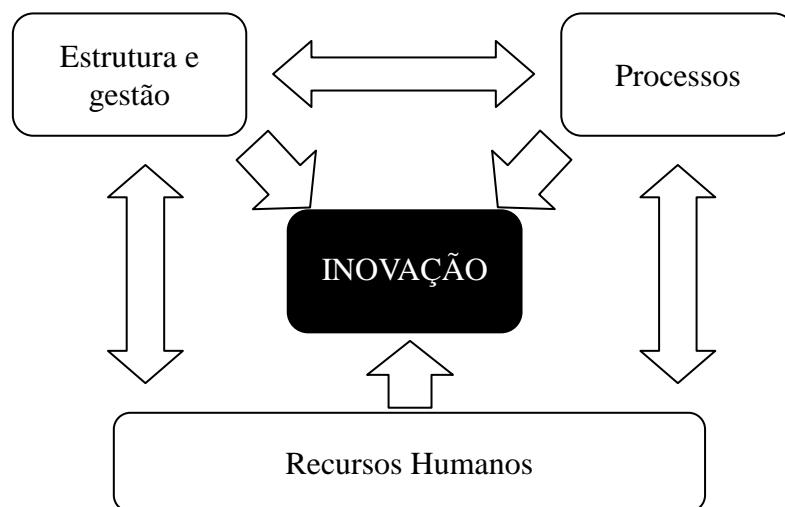 Estrutura e
gestão
Processos
INOVAÇÃO
Recursos Humanos